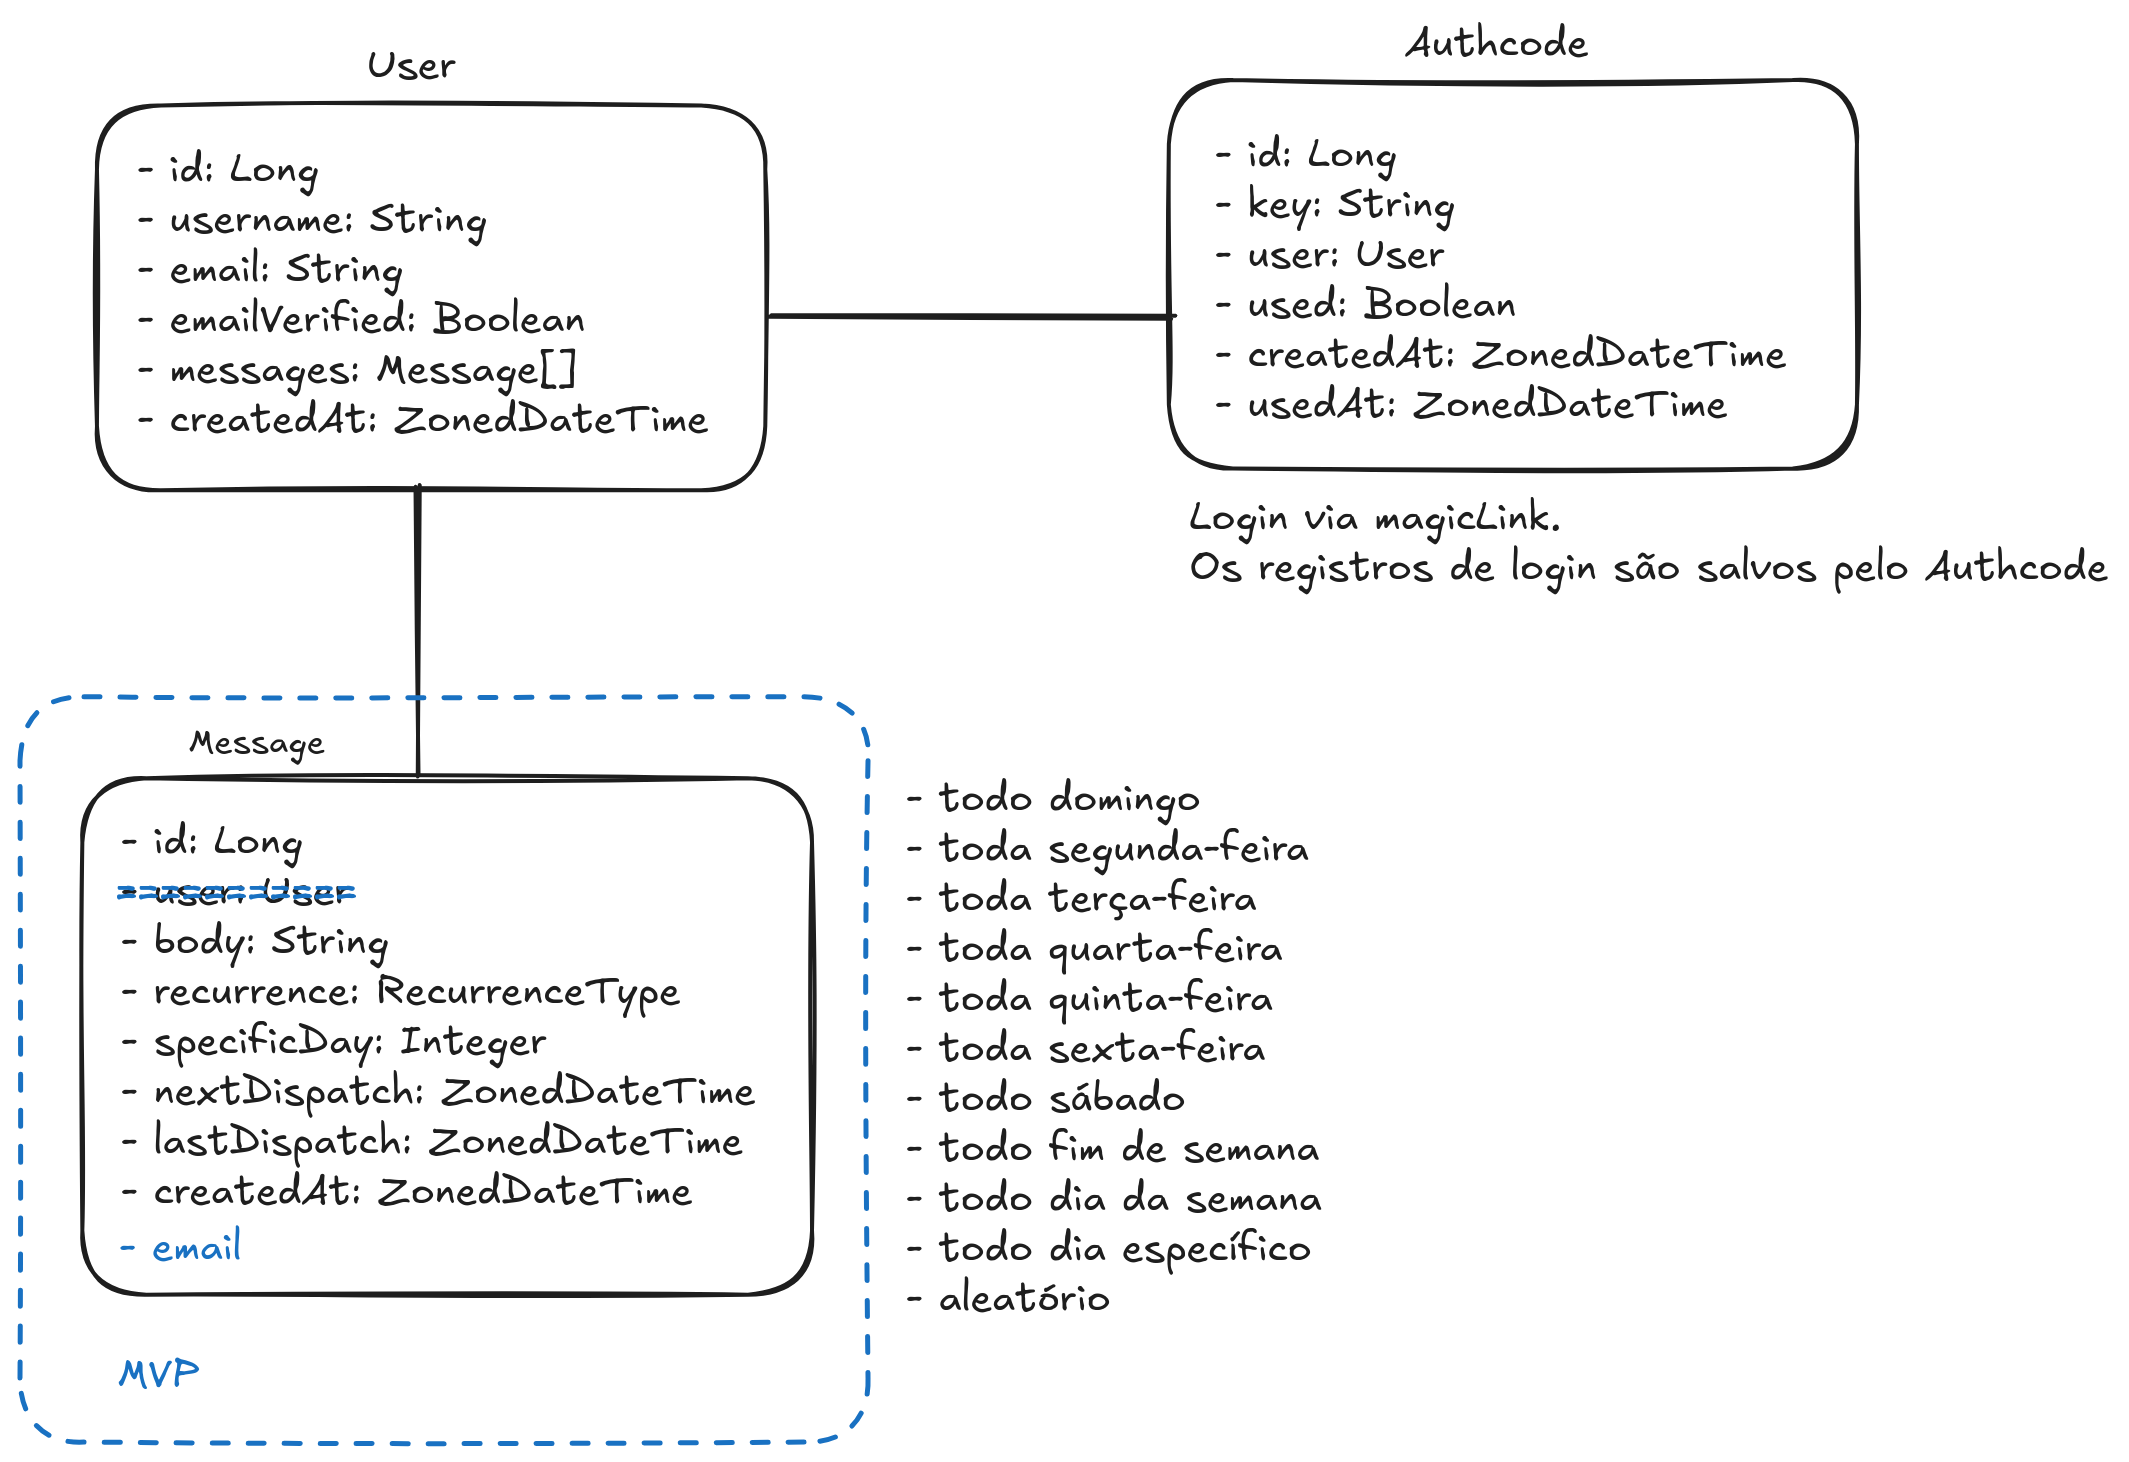 User
- id: Long
- username: String
- email: String
- emailVerified: Boolean
- messages: Message[]
- createdAt: ZonedDateTime
Authcode
- id: Long
- key: String
- user: User
- used: Boolean
- createdAt: ZonedDateTime
- usedAt: ZonedDateTime
Login via magicLink.
Os registros de login são salvos pelo Authcode
Message
- id: Long
- user: User
- body: String
- recurrence: RecurrenceType
- specificDay: Integer
- nextDispatch: ZonedDateTime
- lastDispatch: ZonedDateTime
- createdAt: ZonedDateTime
- email
MVP
- todo domingo
- toda segunda-feira
- toda terça-feira
- toda quarta-feira
- toda quinta-feira
- toda sexta-feira
- todo sábado
- todo fim de semana
- todo dia da semana
- todo dia específico
- aleatório